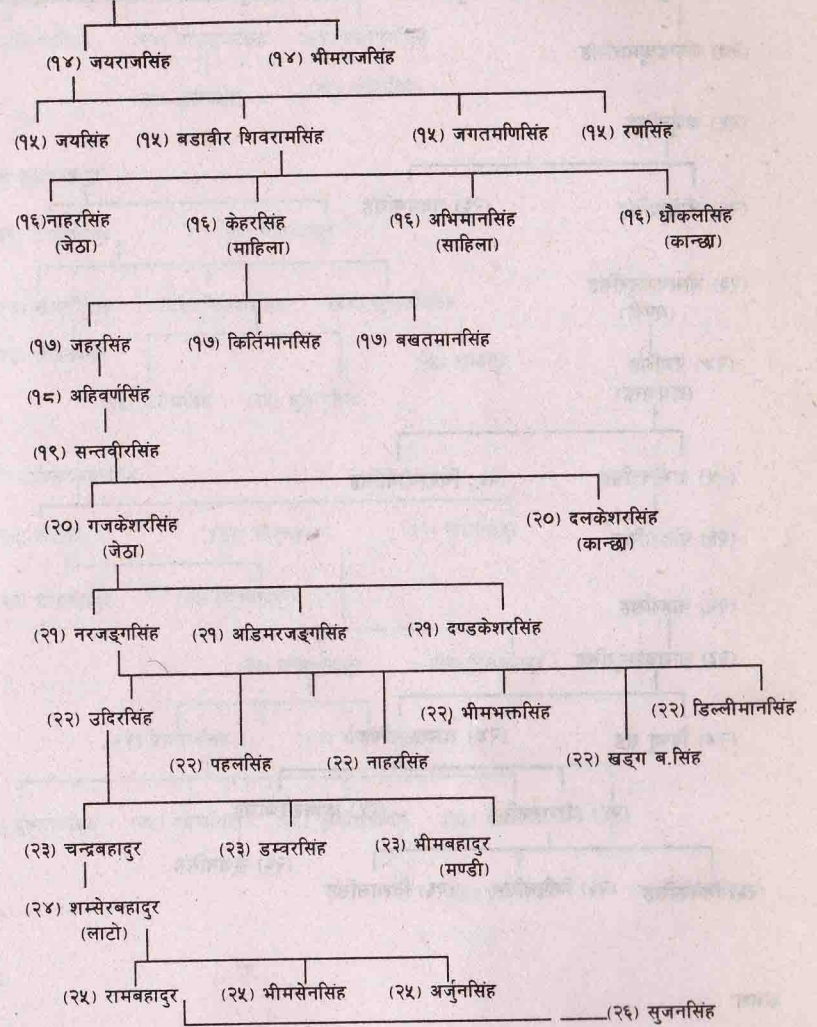 (१४) जयराजसिंह (१४) भीमराजसिंह
(१५) जयसिंह (१५) बडावीर शिवरामसिंह (१५) जगतमणिसिंह (१५) रणसिंह
(१६)नाहरसिंह (१६) केहरसिंह (१६) अभिमानसिंह (१६) धोकलसिंह
(जेठा) (माहिला) (साहिला) (कान्छा)
(१७) जहरसिंह (१७) किर्तिमानसिंह (१७) बखतमानसिंह
(१८) अहिवर्णसिंह
(१९) सन्तवीरसिंह
(२०) गजकेशरसिंह (२०) दलकेशरसिंह
(जेठा) (कान्छा)
(२१) नरजङ्गसिंह (२१) अडिमरजङ्गसिंह (२१) दण्डकेशरसिंह
(२२) उदिरसिंह (२२) भीमभक्तसिंह (२२) डिल्लीमानसिंह
(२२) पहलसिंह (२२) नाहरसिंह (२२) खड्ग ब.सिंह
(२३) चन्द्रबहादुर (२३) डम्वरसिंह (२३) भीमबहादुर
(मण्डी)
(२४) शम्सेरबहादुर
(लाटो)
(२५) रामबहादुर (२५) भीमसेनसिंह (२५) अर्जुनसिंह
(२६) सुजनसिंह